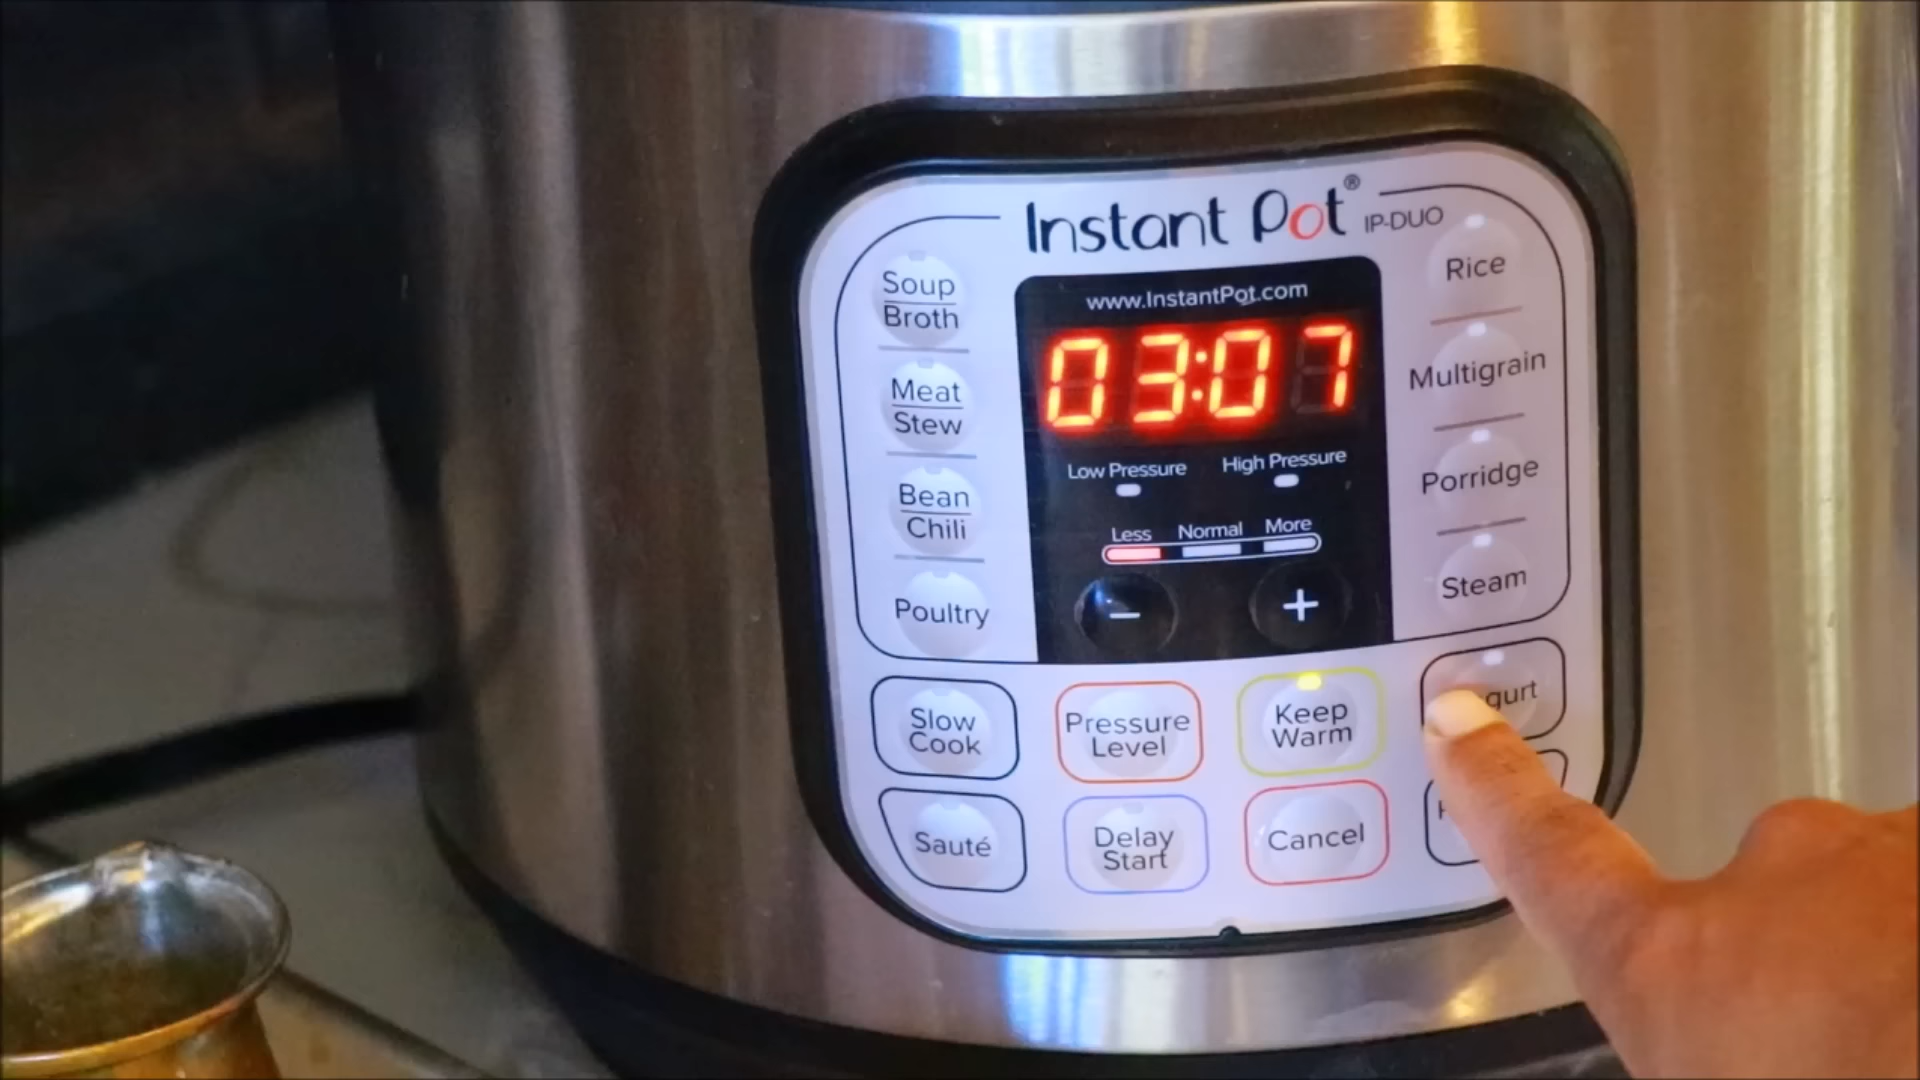 Instant Pot® IP-DUO
www.InstantPot.com
03:07
Low Pressure High Pressure
Less Normal More
- +
Soup
Broth
Meat
Stew
Bean
Chili
Poultry
Rice
Multigrain
Porridge
Steam
Slow
Cook
Pressure
Level
Keep
Warm
Sauté
Delay
Start
Cancel